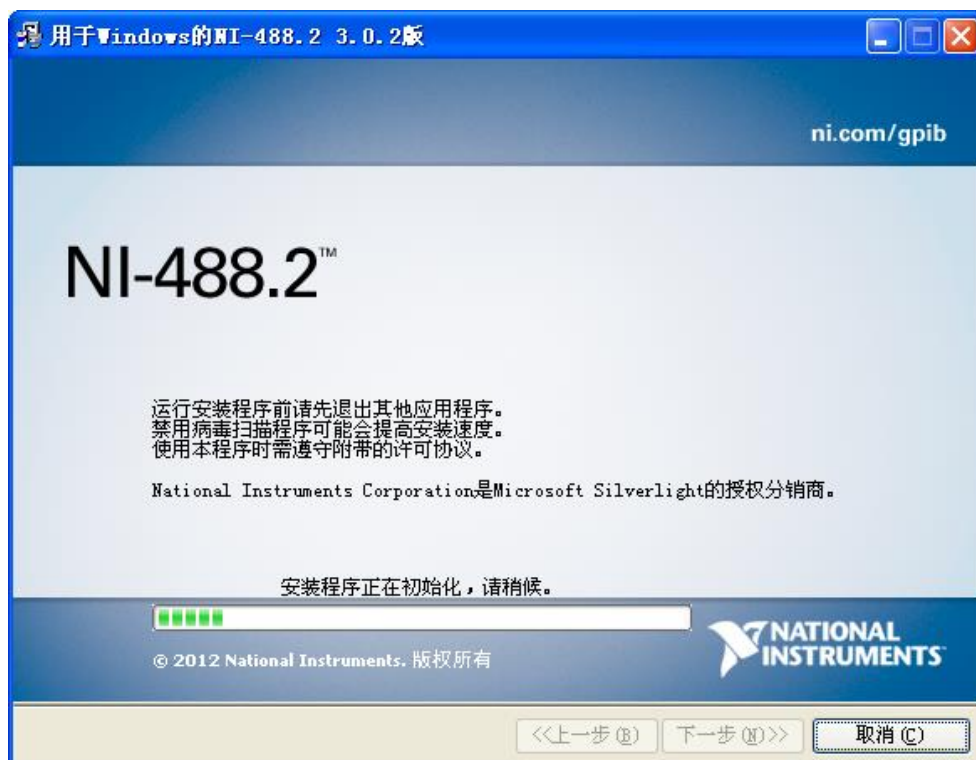 用于Windows的NI-488.2 3.0.2版
ni.com/gpib
NI-488.2™
运行安装程序前请先退出其他应用程序。
禁用病毒扫描程序可能会提高安装速度。
使用本程序时需遵守附带的许可协议。
National Instruments Corporation是Microsoft Silverlight的授权分销商。
安装程序正在初始化，请稍候。
NATIONAL
INSTRUMENTS
© 2012 National Instruments. 版权所有
<<上一步(B) 下一步(N)>> 取消(C)